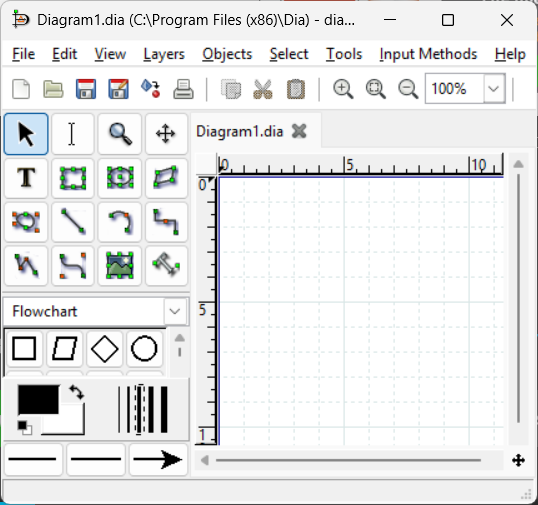 Diagram1.dia (C:\Program Files (x86)\Dia) - dia...
File Edit View Layers Objects Select Tools Input Methods Help
100%
Diagram1.dia
0 5 10
T
0
5
1
Flowchart